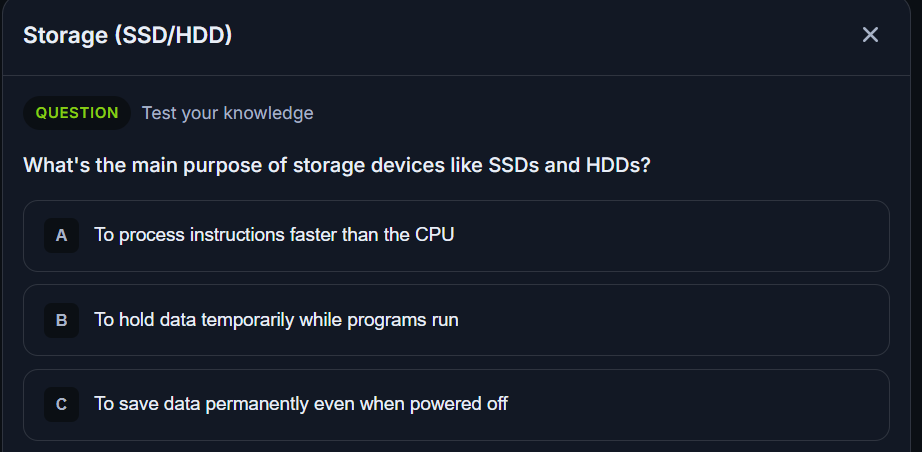 Storage (SSD/HDD)
QUESTION Test your knowledge
What's the main purpose of storage devices like SSDs and HDDs?
A To process instructions faster than the CPU
B To hold data temporarily while programs run
C To save data permanently even when powered off